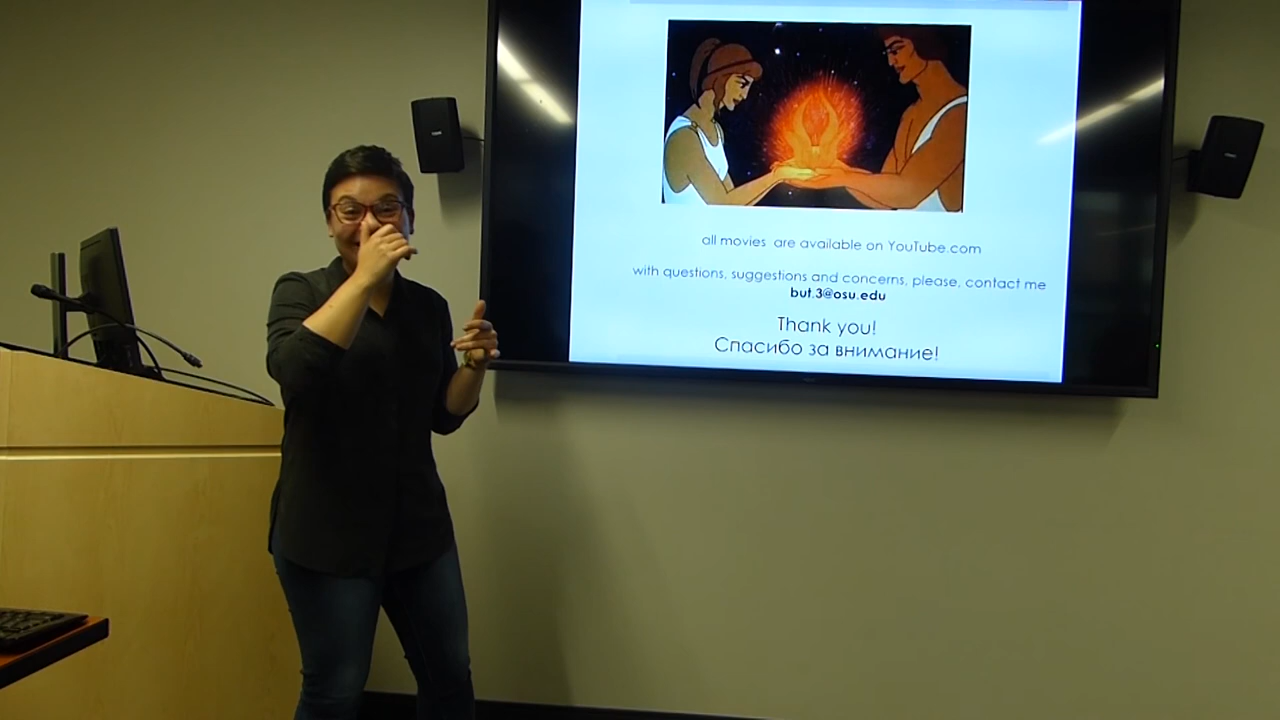 all movies are available on YouTube.com
with questions, suggestions and concerns, please, contact me
but.3@osu.edu
Thank you!
Спасибо за внимание!